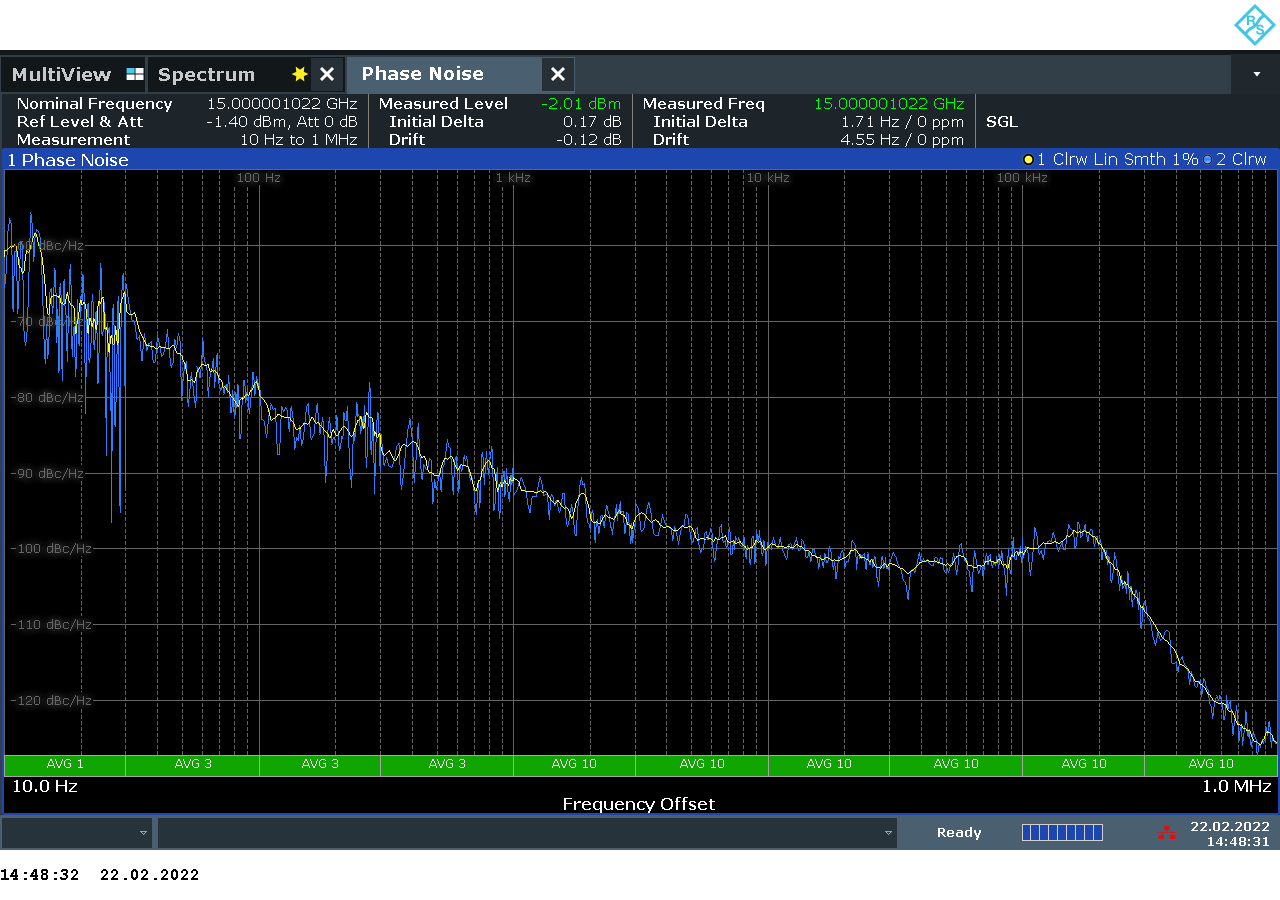 R S
MultiView Spectrum Phase Noise
Nominal Frequency 15.000001022 GHz Measured Level -2.01 dBm Measured Freq 15.000001022 GHz
Ref Level & Att -1.40 dBm, Att 0 dB Initial Delta 0.17 dB Initial Delta 1.71 Hz / 0 ppm SGL
Measurement 10 Hz to 1 MHz Drift -0.12 dB Drift 4.55 Hz / 0 ppm
1 Phase Noise 1 Clrw Lin Smth 1% 2 Clrw
100 Hz 1 kHz 10 kHz 100 kHz
-60 dBc/Hz
-70 dBc/Hz
-80 dBc/Hz
-90 dBc/Hz
-100 dBc/Hz
-110 dBc/Hz
-120 dBc/Hz
AVG 1 AVG 3 AVG 3 AVG 3 AVG 10 AVG 10 AVG 10 AVG 10 AVG 10 AVG 10
10.0 Hz 1.0 MHz
Frequency Offset
Ready 22.02.2022
14:48:31
14:48:32 22.02.2022